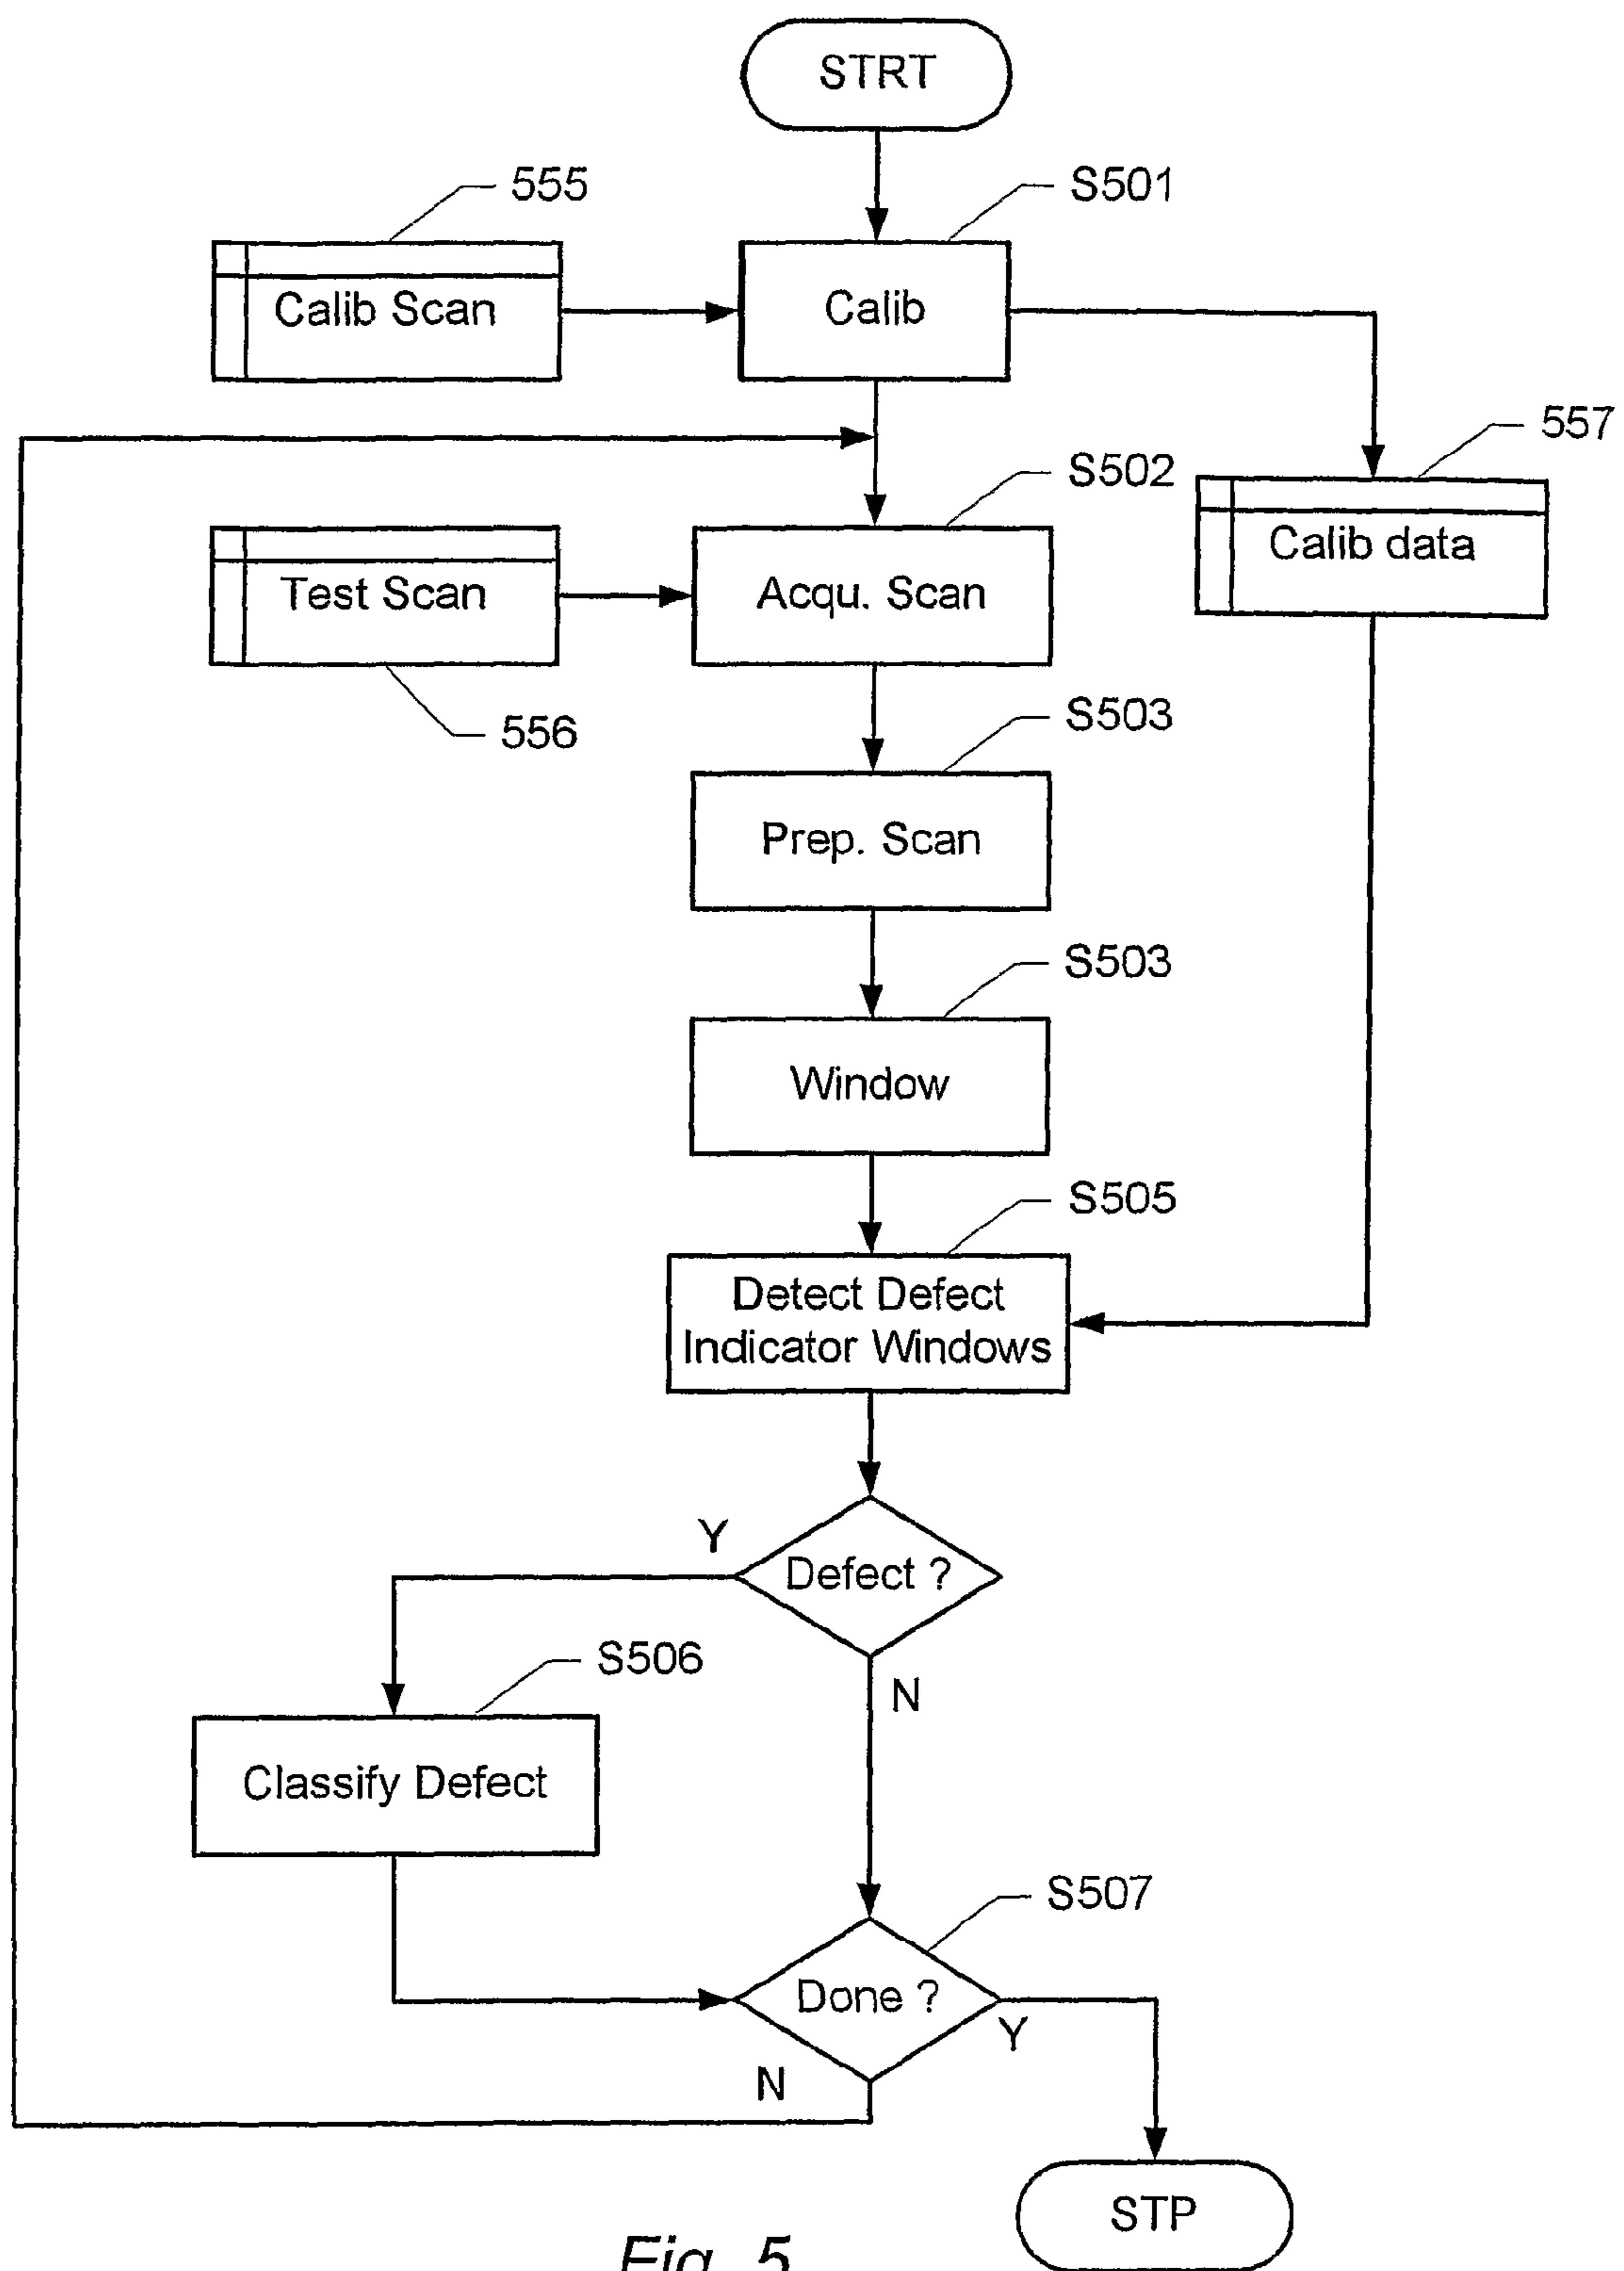 STRT
555
S501
Calib Scan
Calib
557
S502
Calib data
Test Scan
Acqu. Scan
556
S503
Prep. Scan
S503
Window
S505
Detect Defect
Indicator Windows
Y
Defect ?
S506
N
Classify Defect
S507
Done ?
Y
N
STP
Fig. 5